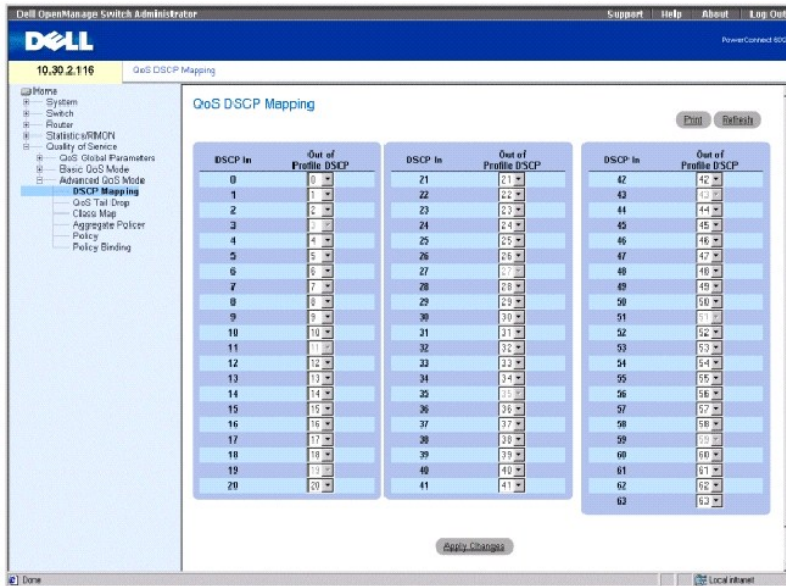 Dell OpenManage Switch Administrator
Support Help About Log Out
DELL
PowerConnect 60
10.30.2.116
QoS DSCP Mapping
Home
System
Switch
Router
Statistics/RMON
Quality of Service
QoS Global Parameters
Basic QoS Mode
Advanced QoS Mode
DSCP Mapping
QoS Tail Drop
Class Map
Aggregate Policer
Policy
Policy Binding
QoS DSCP Mapping
Print Refresh
DSCP In Out of Profile DSCP
0 0
1 1
2 2
3 3
4 4
5 5
6 6
7 7
8 8
9 9
10 10
11 11
12 12
13 13
14 14
15 15
16 16
17 17
18 18
19 19
20 20
DSCP In Out of Profile DSCP
21 21
22 22
23 23
24 24
25 25
26 26
27 27
28 28
29 29
30 30
31 31
32 32
33 33
34 34
35 35
36 36
37 37
38 38
39 39
40 40
41 41
DSCP In Out of Profile DSCP
42 42
43 43
44 44
45 45
46 46
47 47
48 48
49 49
50 50
51 51
52 52
53 53
54 54
55 55
56 56
57 57
58 58
59 59
60 60
61 61
62 62
63 63
Apply Changes
Done
Local intranet